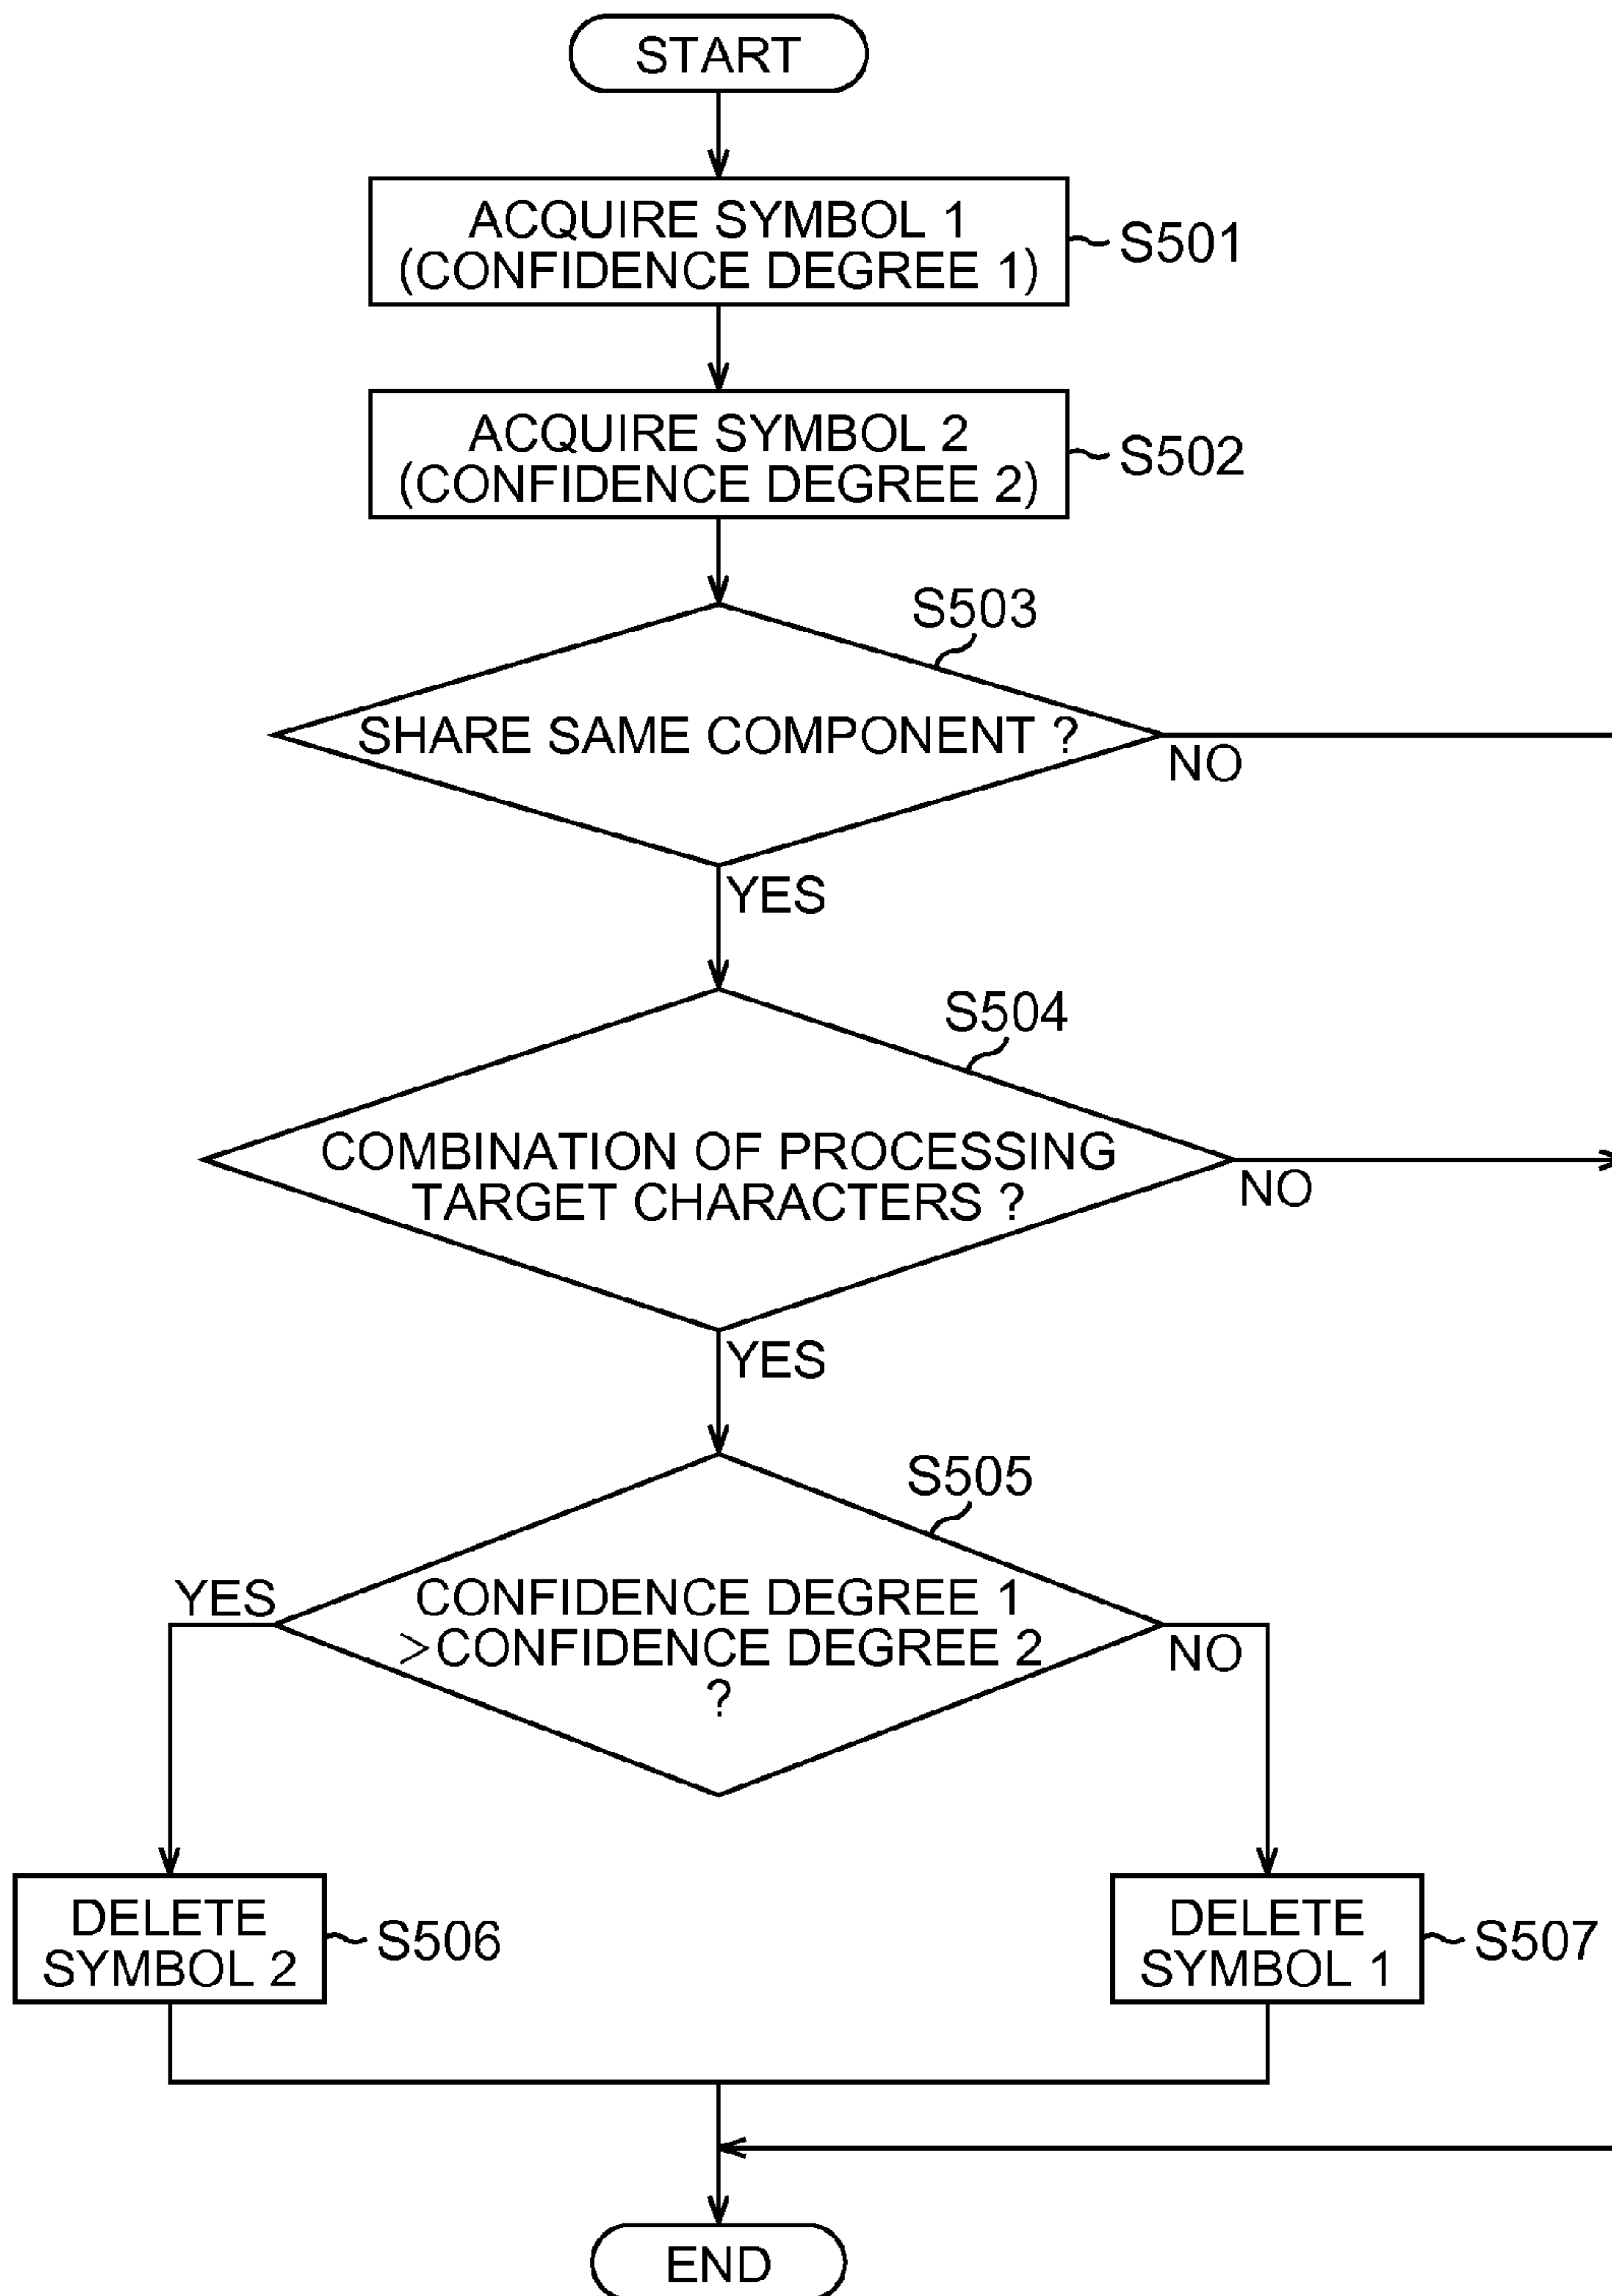 START
ACQUIRE SYMBOL 1
(CONFIDENCE DEGREE 1)
S501
ACQUIRE SYMBOL 2
(CONFIDENCE DEGREE 2)
S502
S503
SHARE SAME COMPONENT ?
NO
YES
S504
COMBINATION OF PROCESSING
TARGET CHARACTERS ?
NO
YES
S505
YES
CONFIDENCE DEGREE 1
>CONFIDENCE DEGREE 2
?
NO
DELETE
SYMBOL 2
S506
DELETE
SYMBOL 1
S507
END